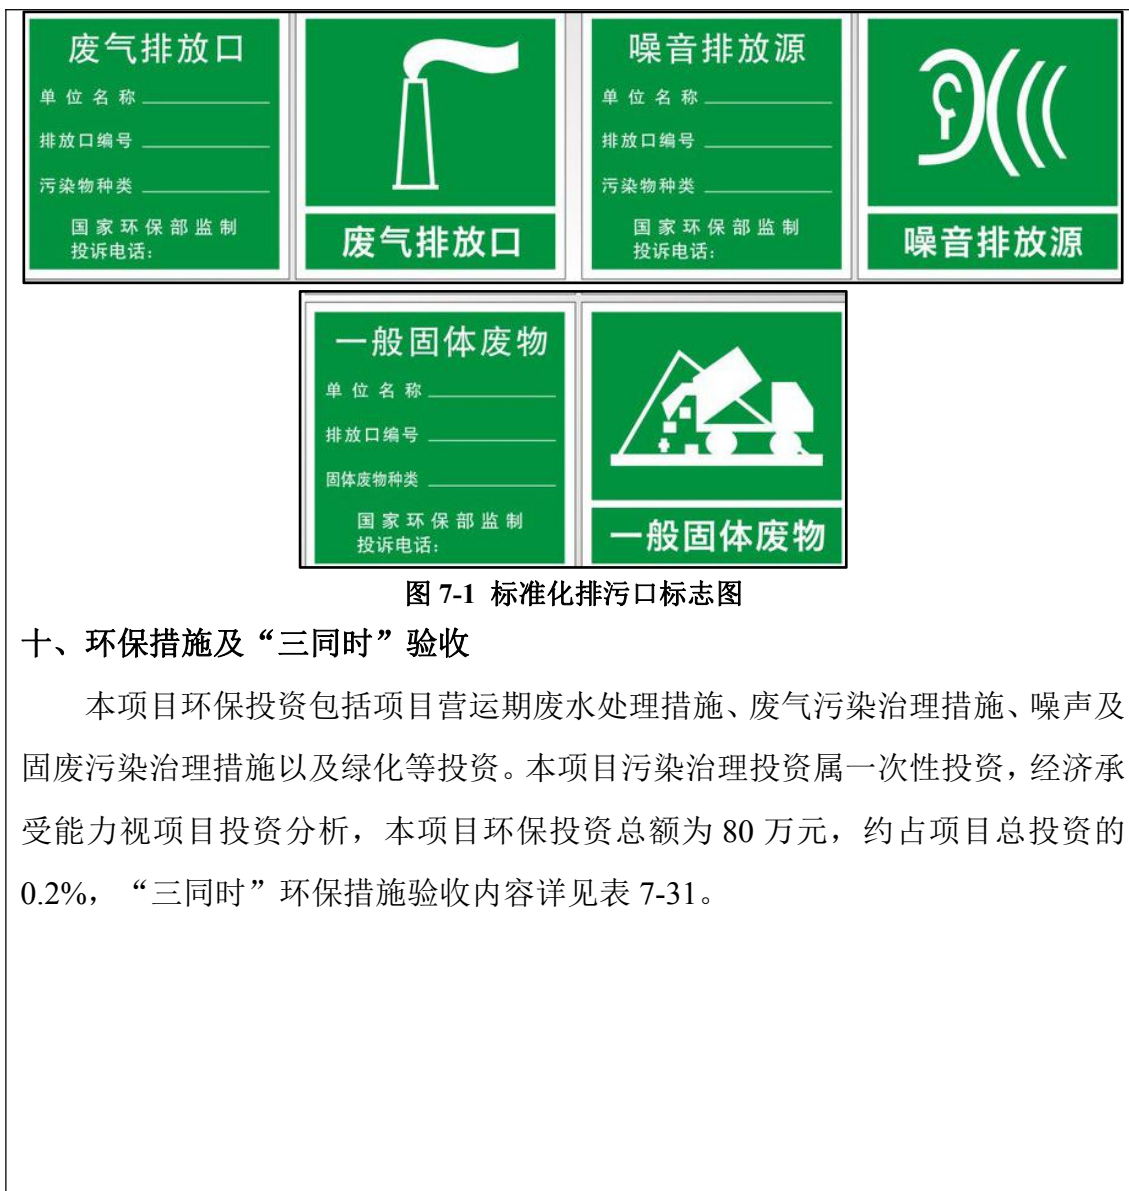 废气排放口
单位名称
排放口编号
污染物种类
国家环保部监制
投诉电话：
废气排放口
噪音排放源
单位名称
排放口编号
污染物种类
国家环保部监制
投诉电话：
噪音排放源
一般固体废物
单位名称
排放口编号
固体废物种类
国家环保部监制
投诉电话：
一般固体废物
图 7-1 标准化排污口标志图
十、环保措施及“三同时”验收
本项目环保投资包括项目营运期废水处理措施、废气污染治理措施、噪声及
固废污染治理措施以及绿化等投资。本项目污染治理投资属一次性投资，经济承
受能力视项目投资分析，本项目环保投资总额为 80 万元，约占项目总投资的
0.2%，“三同时”环保措施验收内容详见表 7-31。